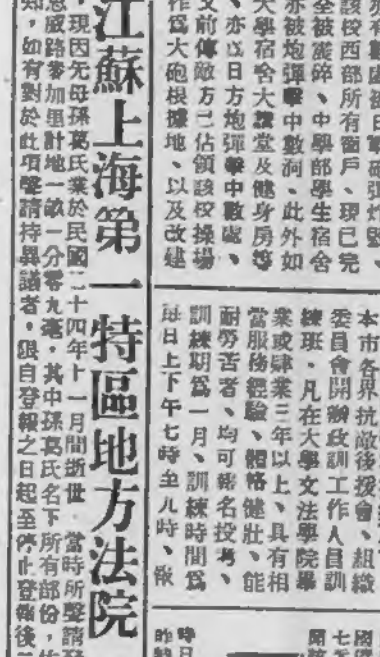 該校西部所有窗戶、現已完
全被震碎、中學部學生宿舍
亦被炮彈擊中數洞、此外如
大學宿舍大講堂及健身房等
、亦以日方炮彈擊中數處、
文前傳敵方已佔領該校操場
作爲大砲根據地、以及改建
本市各界抗敵後援會、組織
委員會開辦政訓工作人員訓
練班、凡在大學文法學院畢
業或肄業三年以上、具有相
當服務經驗、體格健壯、能
耐勞苦者、均可報名投考、
訓練期爲一月、訓練時間爲
每日上下午七時至九時、報
江蘇上海第一特區地方法院
現因先母孫葛氏業於民國二十四年十一月間逝世 當時所聲請
恩威路番加里計地一畝一分零九毫，其中孫葛氏名下所有部份，
知，如有對於此項聲請持異議者，限自登報之日起至停止登報後